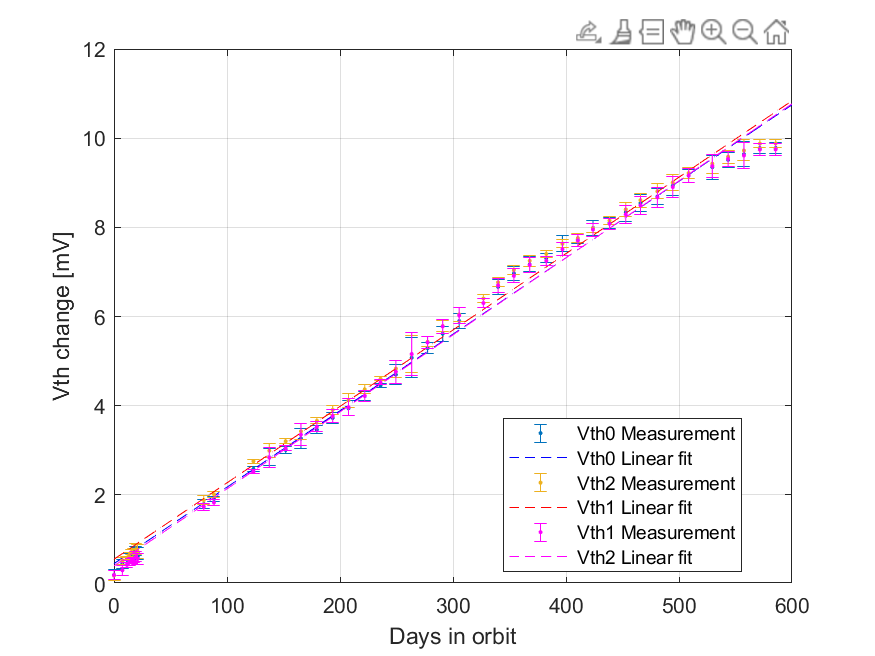 12
10
8
6
4
2
0
Vth change [mV]
Vth0 Measurement
Vth0 Linear fit
Vth2 Measurement
Vth1 Linear fit
Vth1 Measurement
Vth2 Linear fit
0 100 200 300 400 500 600
Days in orbit